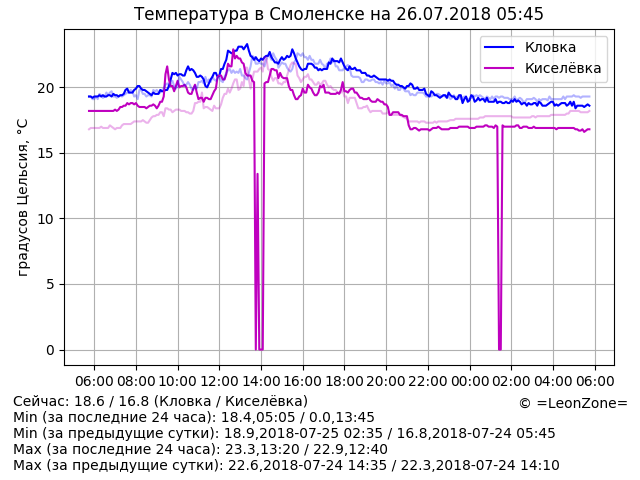 Температура в Смоленске на 26.07.2018 05:45
Кловка
Киселёвка
градусов Цельсия, °C
20
15
10
5
0
06:00 08:00 10:00 12:00 14:00 16:00 18:00 20:00 22:00 00:00 02:00 04:00 06:00
Сейчас: 18.6 / 16.8 (Кловка / Киселёвка)
© =LeonZone=
Min (за последние 24 часа): 18.4,05:05 / 0.0,13:45
Min (за предыдущие сутки): 18.9,2018-07-25 02:35 / 16.8,2018-07-24 05:45
Max (за последние 24 часа): 23.3,13:20 / 22.9,12:40
Max (за предыдущие сутки): 22.6,2018-07-24 14:35 / 22.3,2018-07-24 14:10